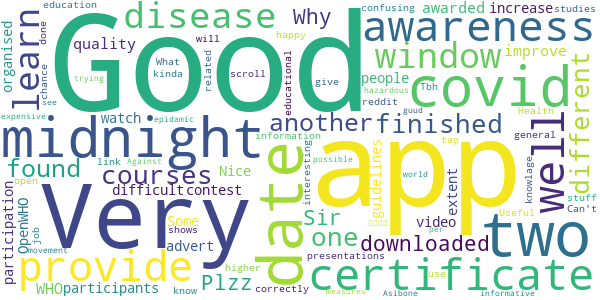 Good
app
Very
midnight
covid
two
date
certificate
provide
awareness
well
window
learn
disease
courses
another
finished
different
found
one
downloaded
Sir
Plzz
Why
quality
people
awarded
increase
improve
extent
video
guidelines
difficult
contest
participants
participation
WHO
OpenWHO
organised
watch
Nice
Some
advert
education
confusing
studies
What
kinda
will
related
happy
scroll
give
educational
Tbh
reddit
hazardous
guud
Health
general
chance
done
see
trying
expensive
epidamic
link
Against
information
interesting
possible
world
tap
knowlage
Useful
Can't
stuff
open
job
movement
shows
know
higher
correctly
presentations
measures
Asibone
use
per
informative